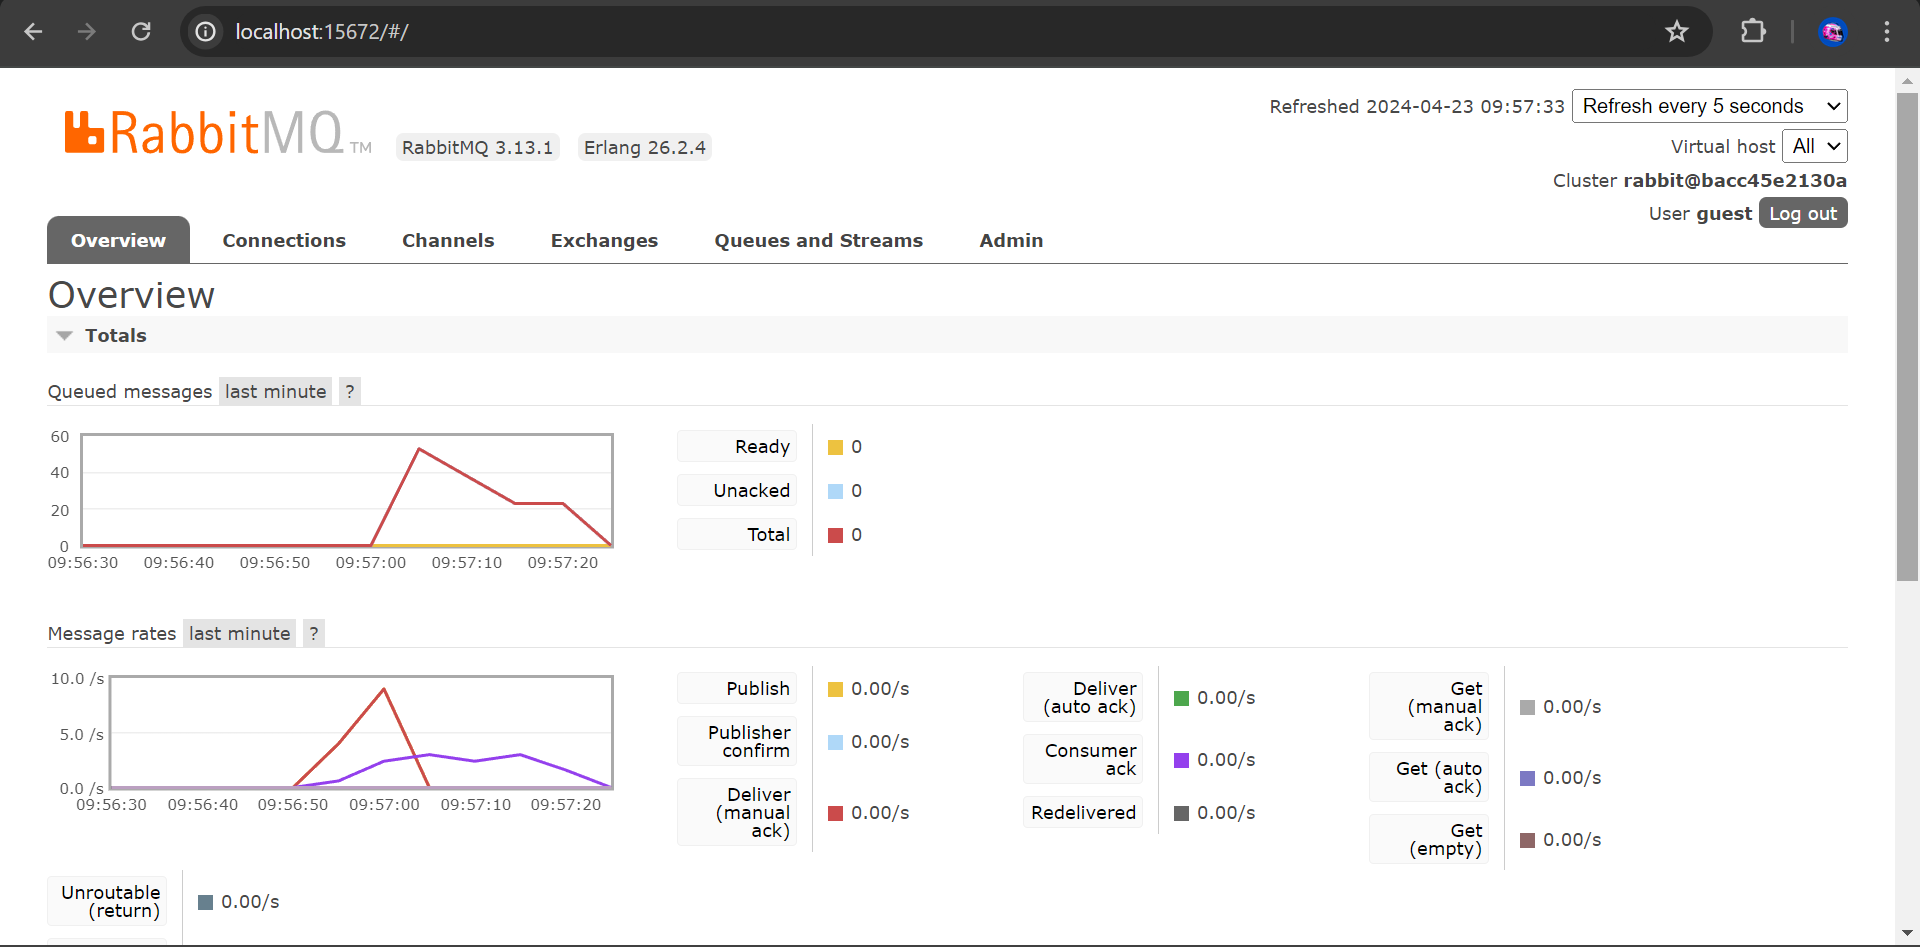 localhost:15672/#/
RabbitMQ TM RabbitMQ 3.13.1 Erlang 26.2.4
Refreshed 2024-04-23 09:57:33 Refresh every 5 seconds
Virtual host All
Cluster rabbit@bacc45e2130a
User guest Log out
Overview Connections Channels Exchanges Queues and Streams Admin
Overview
Totals
Queued messages last minute ?
60
40
20
0
09:56:30 09:56:40 09:56:50 09:57:00 09:57:10 09:57:20
Ready 0
Unacked 0
Total 0
Message rates last minute ?
10.0 /s
5.0 /s
0.0 /s
09:56:30 09:56:40 09:56:50 09:57:00 09:57:10 09:57:20
Publish 0.00/s
Publisher
confirm 0.00/s
Deliver
(manual
ack) 0.00/s
Deliver
(auto ack) 0.00/s
Consumer
ack 0.00/s
Redelivered 0.00/s
Get
(manual
ack) 0.00/s
Get (auto
ack) 0.00/s
Get
(empty) 0.00/s
Unroutable
(return) 0.00/s